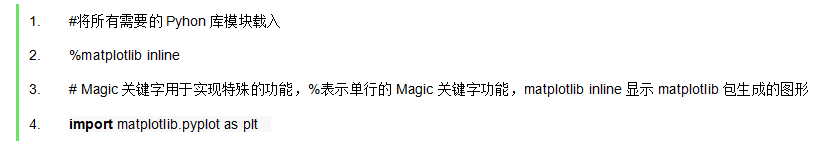 1. #将所有需要的 Pyhon 库模块载入
2. %matplotlib inline
3. # Magic 关键字用于实现特殊的功能，%表示单行的 Magic 关键字功能，matplotlib inline 显示 matplotlib 包生成的图形
4. import matplotlib.pyplot as plt